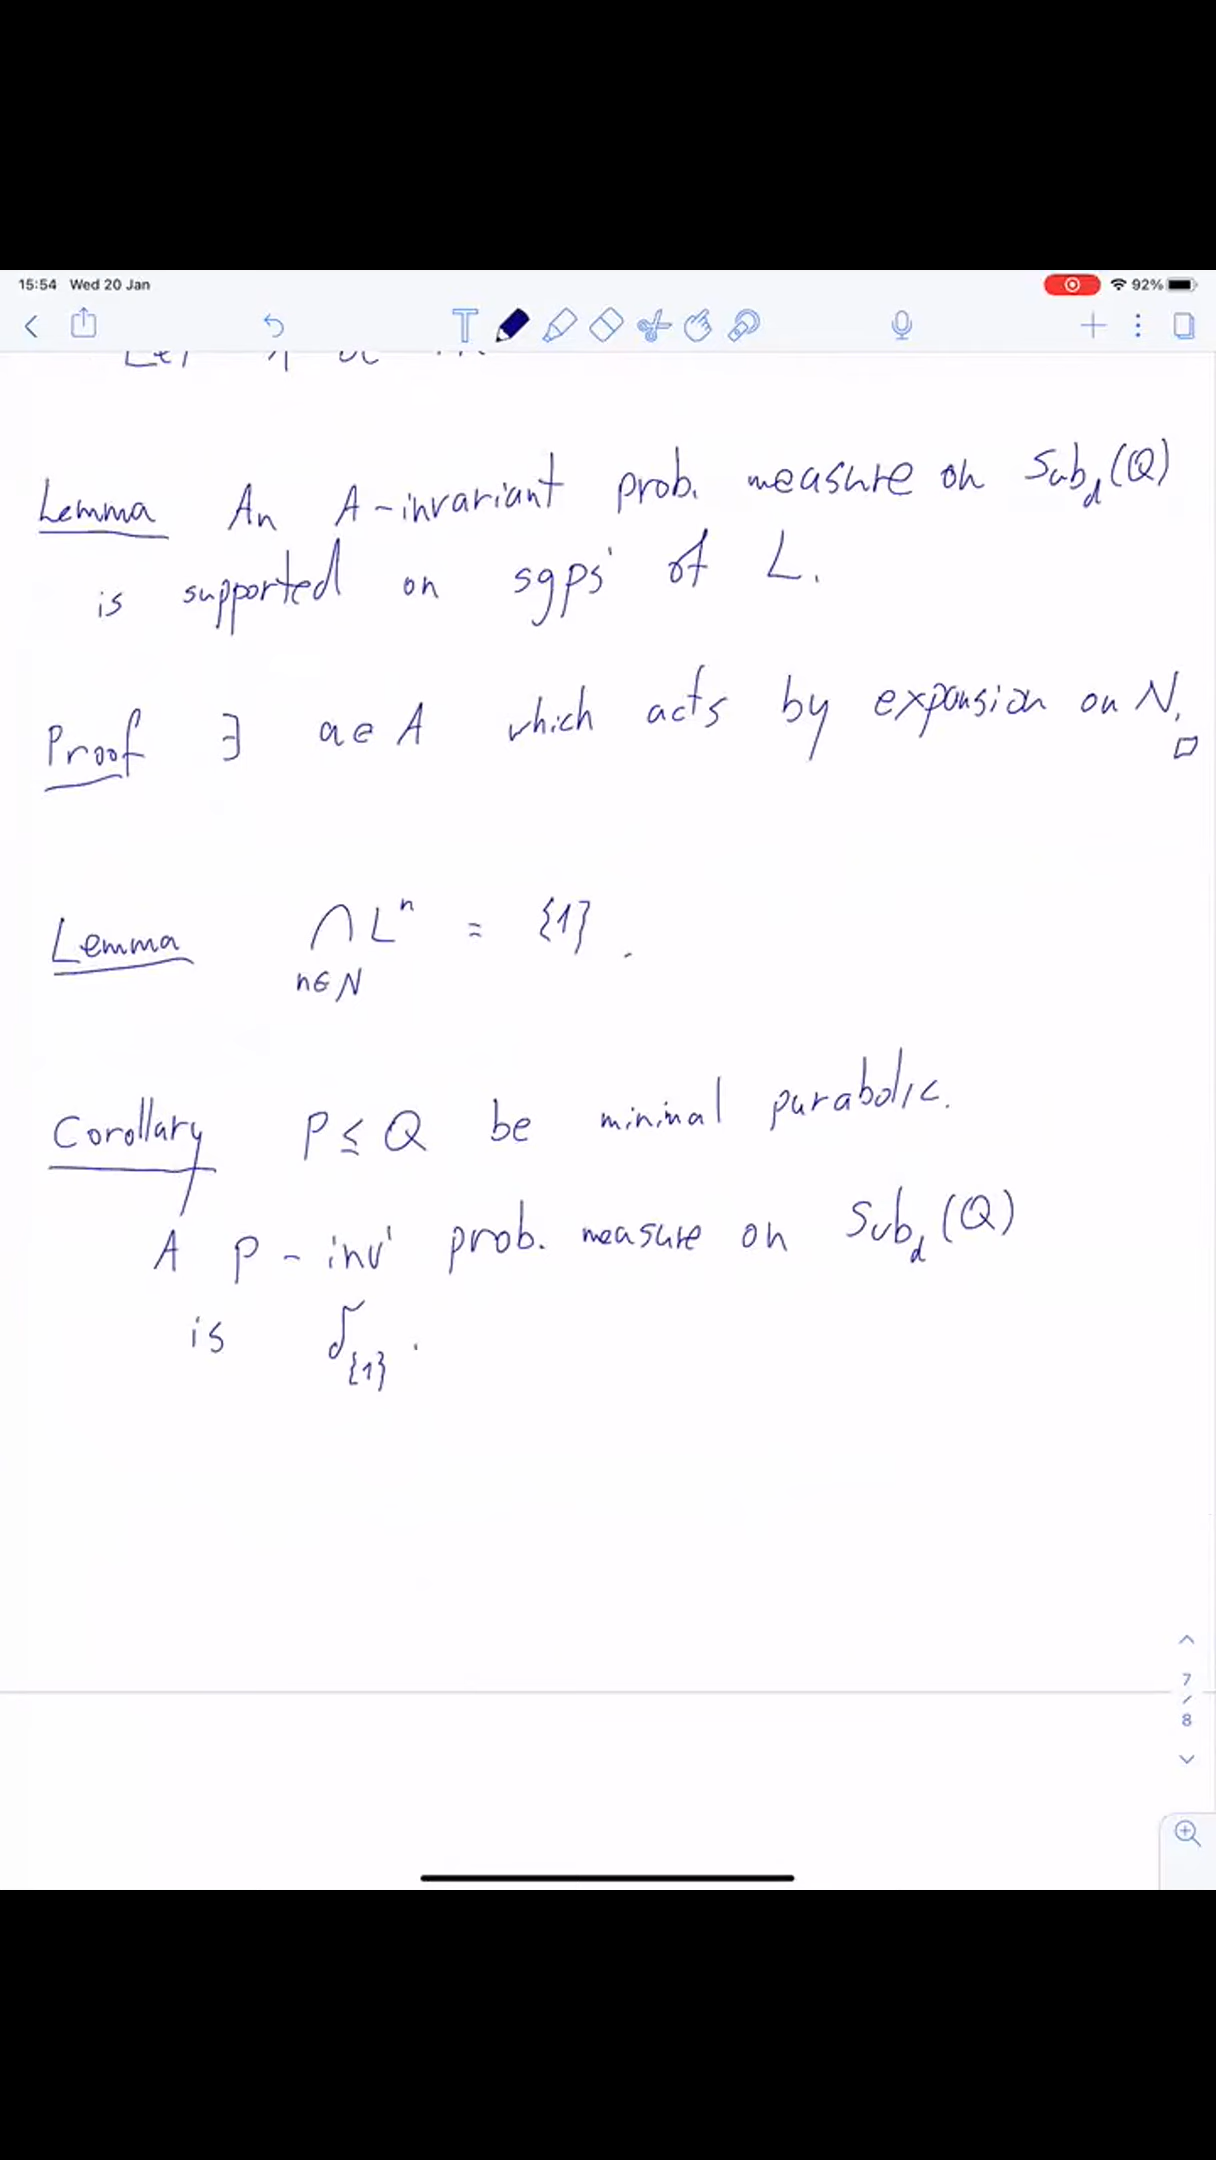 15:54 Wed 20 Jan
92%
Lemma An A-invariant prob. measure on Sub_d(Q)
is supported on sgps' of L.
Proof ∃ a∈A which acts by expansion on N.
□
Lemma ∩ L^n = {1}.
n∈N
Corollary P ≤ Q be minimal parabolic.
A P-inv' prob. measure on Sub_d(Q)
is δ_{1}.
7
/
8